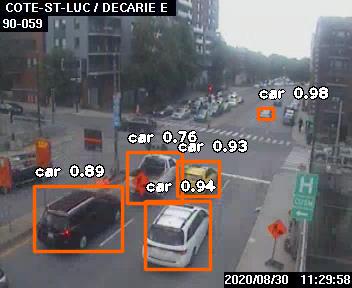 COTE-ST-LUC / DECARIE E
90-059
car 0.98
car 0.76
car 0.93
car 0.89
car 0.94
H
CUSM
2020/08/30 11:29:58